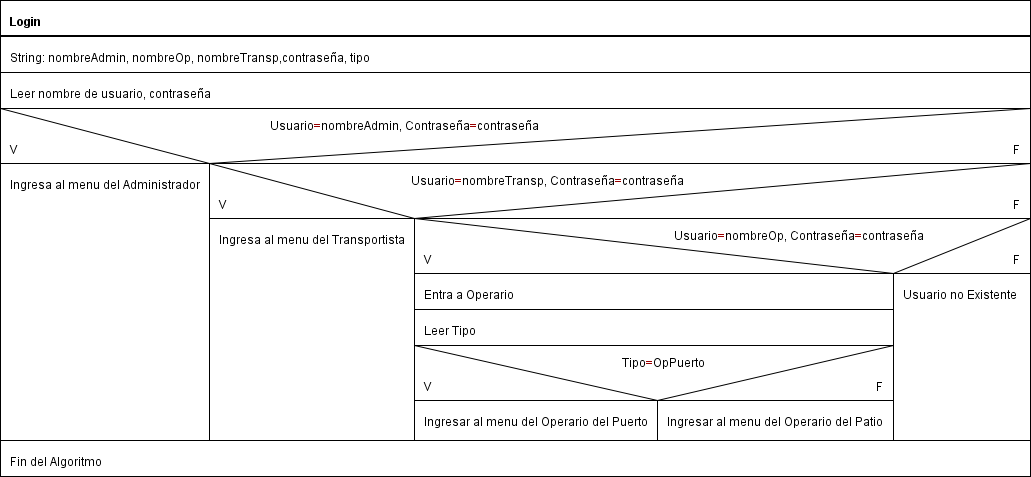 Login
String: nombreAdmin, nombreOp, nombreTransp,contraseña, tipo
Leer nombre de usuario, contraseña
Usuario=nombreAdmin, Contraseña=contraseña
V
F
Ingresa al menu del Administrador
Usuario=nombreTransp, Contraseña=contraseña
V
F
Ingresa al menu del Transportista
Usuario=nombreOp, Contraseña=contraseña
V
F
Entra a Operario
Usuario no Existente
Leer Tipo
Tipo=OpPuerto
V
F
Ingresar al menu del Operario del Puerto
Ingresar al menu del Operario del Patio
Fin del Algoritmo